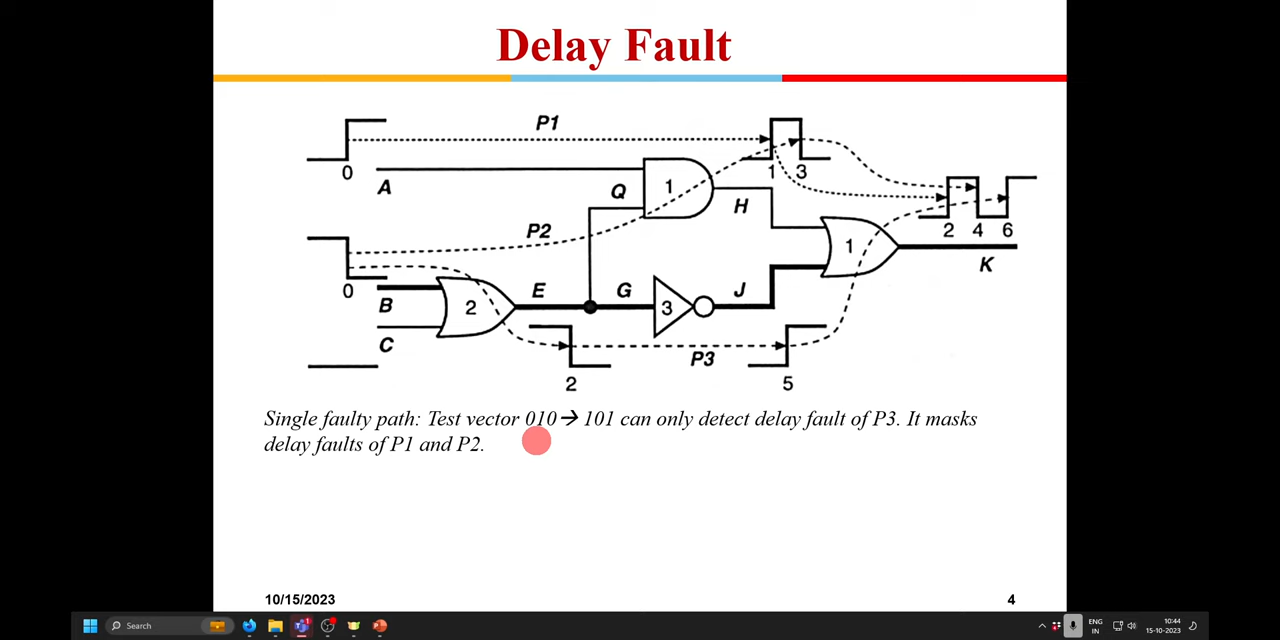 Delay Fault
P1
0
1 3
A
Q
1
H
2 4 6
P2
1
K
0
B
E
G
J
2
3
C
P3
2
5
Single faulty path: Test vector 010→ 101 can only detect delay fault of P3. It masks
delay faults of P1 and P2.
10/15/2023
4
Search
ENG
IN
10:44
15-10-2023